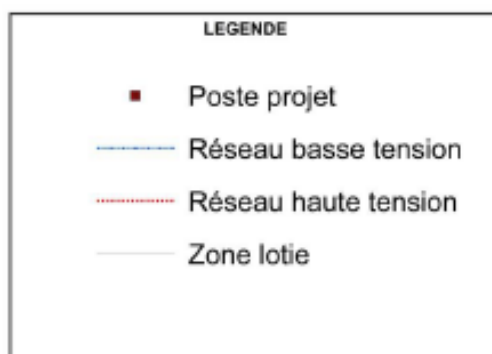 LEGENDE
Poste projet
Réseau basse tension
Réseau haute tension
Zone lotie